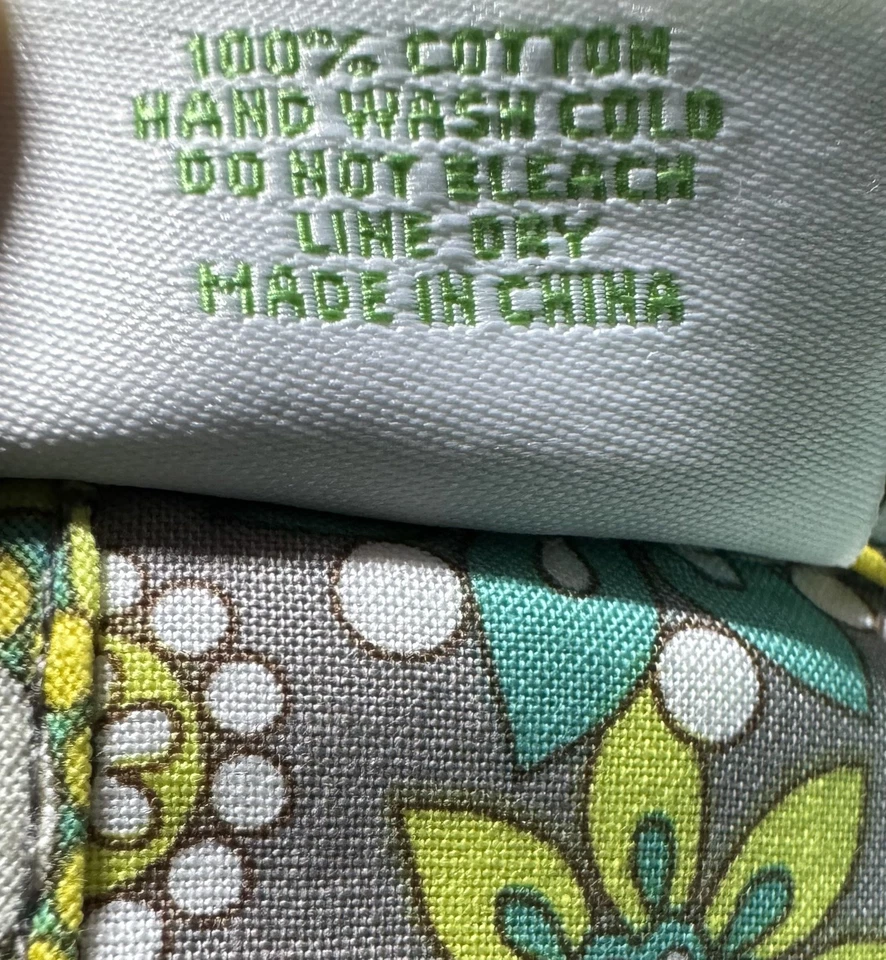 100% COTTON
HAND WASH COLD
DO NOT BLEACH
LINE DRY
MADE IN CHINA